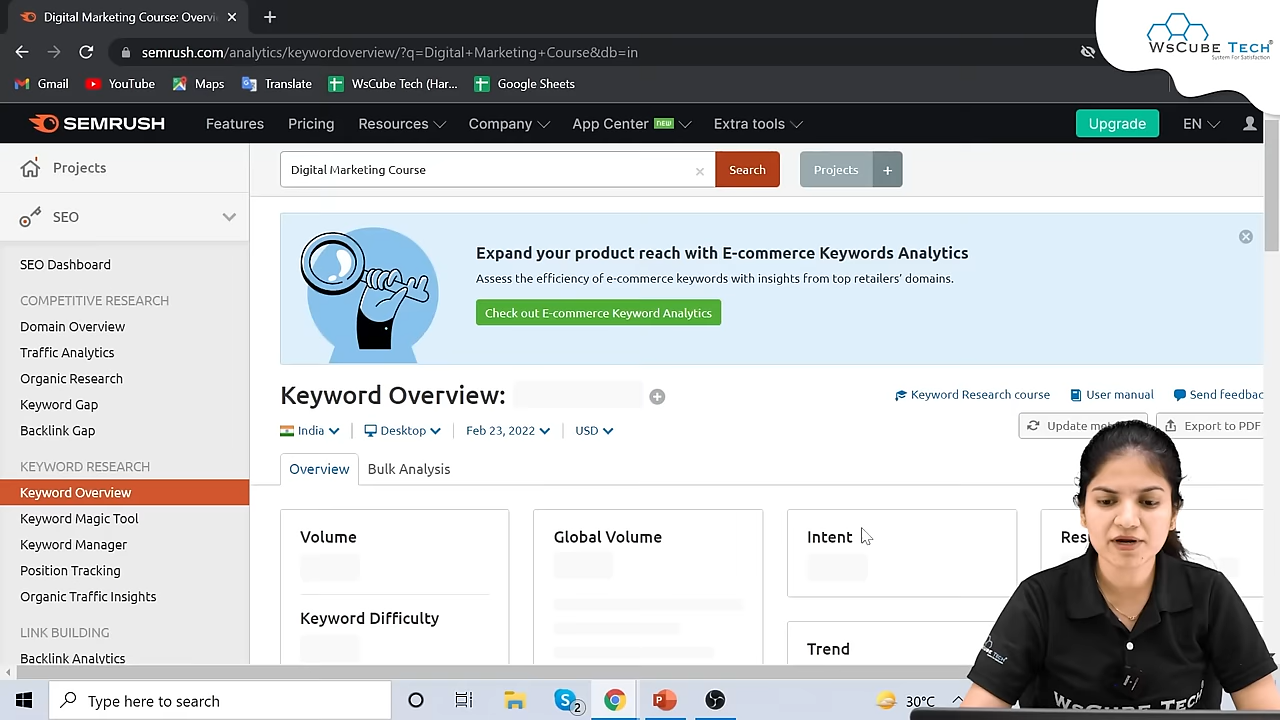 Digital Marketing Course: Overvi
semrush.com/analytics/keywordoverview/?q=Digital+Marketing+Course&db=in
WsCube Tech®
System For Satisfaction
Gmail YouTube Maps Translate WsCube Tech (Har... Google Sheets
SEMRUSH Features Pricing Resources Company App Center NEW Extra tools Upgrade EN
Projects
Digital Marketing Course Search Projects +
SEO
SEO Dashboard
COMPETITIVE RESEARCH
Domain Overview
Traffic Analytics
Organic Research
Keyword Gap
Backlink Gap
KEYWORD RESEARCH
Keyword Overview
Keyword Magic Tool
Keyword Manager
Position Tracking
Organic Traffic Insights
LINK BUILDING
Backlink Analytics
Expand your product reach with E-commerce Keywords Analytics
Assess the efficiency of e-commerce keywords with insights from top retailers’ domains.
Check out E-commerce Keyword Analytics
Keyword Overview:
Keyword Research course User manual Send feedbac
India Desktop Feb 23, 2022 USD
Update Export to PDF
Overview Bulk Analysis
Volume Global Volume Intent
Keyword Difficulty
Trend
WsCube Tech
Type here to search 2 30°C